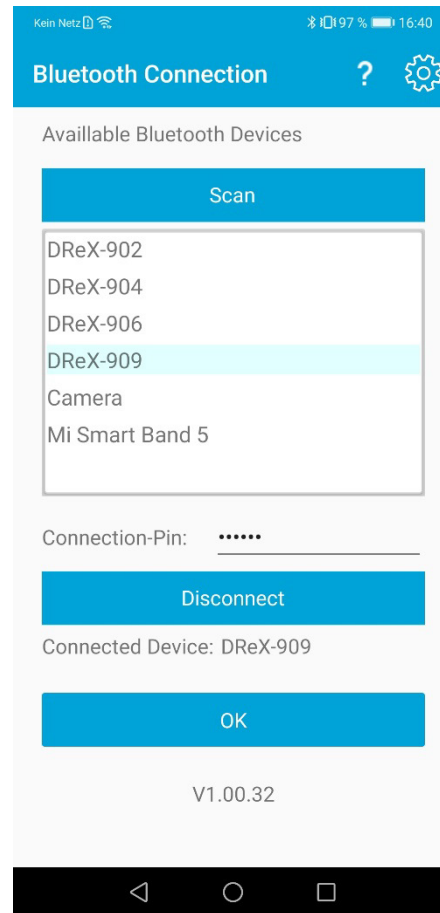 Kein Netz 97 % 16:40
Bluetooth Connection ?
Availlable Bluetooth Devices
Scan
DReX-902
DReX-904
DReX-906
DReX-909
Camera
Mi Smart Band 5
Connection-Pin: ••••••
Disconnect
Connected Device: DReX-909
OK
V1.00.32